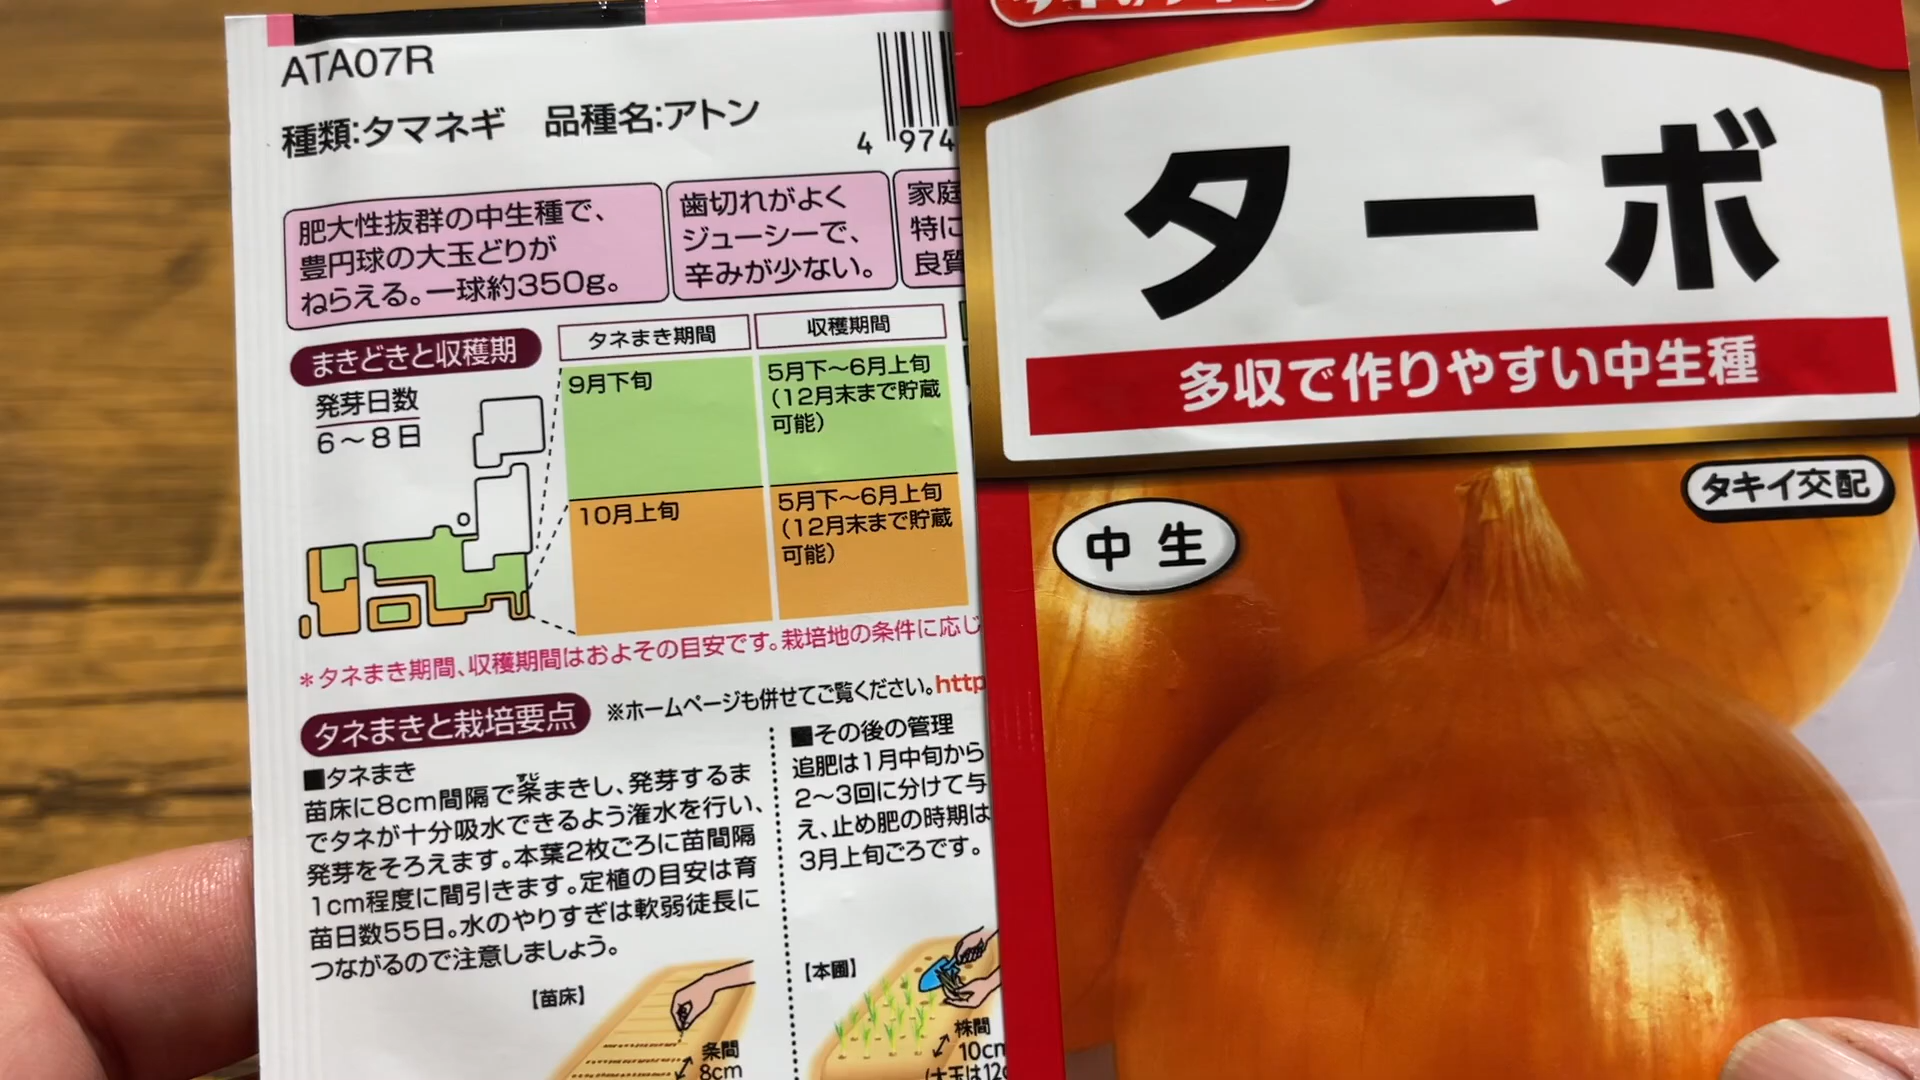 ATA07R
種類:タマネギ 品種名:アトン
4 974
肥大性抜群の中生種で、
豊円球の大玉どりが
ねらえる。一球約350g。
歯切れがよく
ジューシーで、
辛みが少ない。
家庭
特に
良質
まきどきと収穫期
発芽日数
6～8日
タネまき期間
収穫期間
9月下旬
5月下～6月上旬
(12月末まで貯蔵
可能)
10月上旬
5月下～6月上旬
(12月末まで貯蔵
可能)
*タネまき期間、収穫期間はおよその目安です。栽培地の条件に応じ
タネまきと栽培要点
※ホームページも併せてご覧ください。http
■タネまき
苗床に8cm間隔で条まきし、発芽するま
でタネが十分吸水できるよう潅水を行い、
発芽をそろえます。本葉2枚ごろに苗間隔
1cm程度に間引きます。定植の目安は育
苗日数55日。水のやりすぎは軟弱徒長に
つながるので注意しましょう。
【苗床】
条間
8cm
■その後の管理
追肥は1月中旬から
2～3回に分けて与
え、止め肥の時期は
3月上旬ごろです。
【本圃】
株間
10cm
(大玉は12c
ターボ
多収で作りやすい中生種
中生
タキイ交配